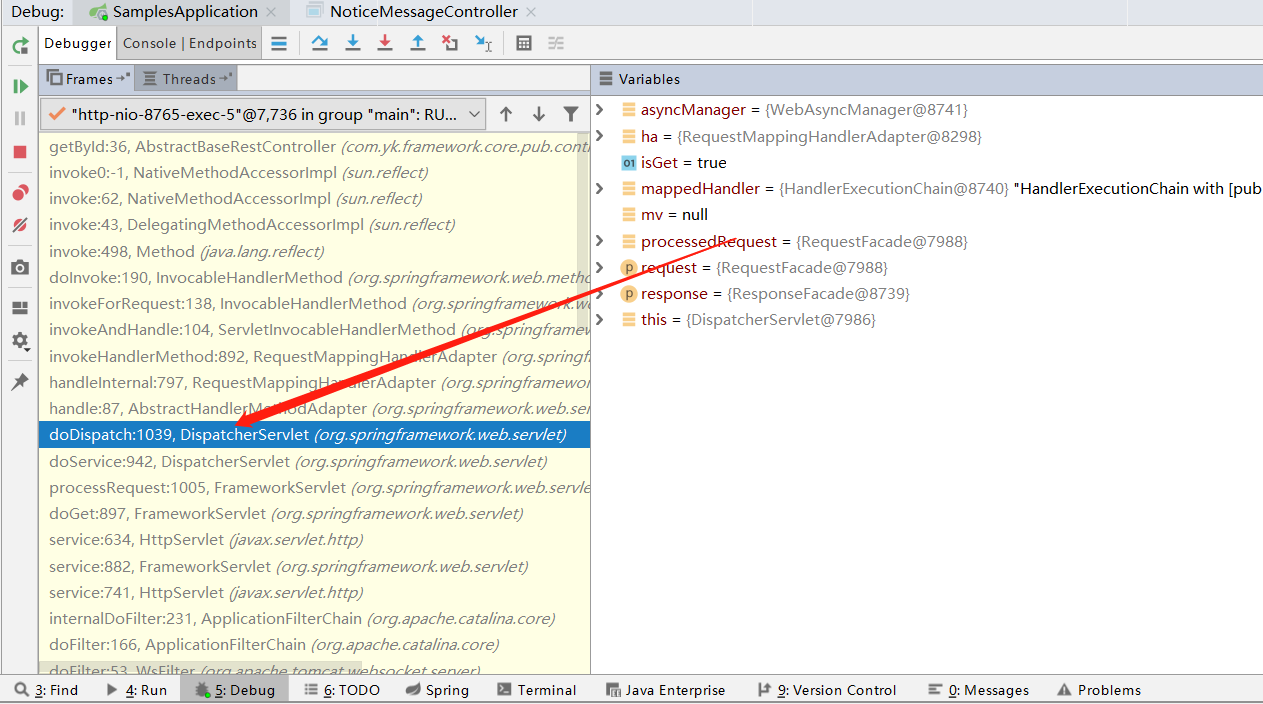 Debug: SamplesApplication NoticeMessageController
Debugger Console | Endpoints
Frames Threads
"http-nio-8765-exec-5"@7,736 in group "main": RU...
getById:36, AbstractBaseRestController (com.yk.framework.core.pub.contr
invoke0:-1, NativeMethodAccessorImpl (sun.reflect)
invoke:62, NativeMethodAccessorImpl (sun.reflect)
invoke:43, DelegatingMethodAccessorImpl (sun.reflect)
invoke:498, Method (java.lang.reflect)
doInvoke:190, InvocableHandlerMethod (org.springframework.web.metho
invokeForRequest:138, InvocableHandlerMethod (org.springframework.we
invokeAndHandle:104, ServletInvocableHandlerMethod (org.springframew
invokeHandlerMethod:892, RequestMappingHandlerAdapter (org.springf
handleInternal:797, RequestMappingHandlerAdapter (org.springframewor
handle:87, AbstractHandlerMethodAdapter (org.springframework.web.ser
doDispatch:1039, DispatcherServlet (org.springframework.web.servlet)
doService:942, DispatcherServlet (org.springframework.web.servlet)
processRequest:1005, FrameworkServlet (org.springframework.web.servle
doGet:897, FrameworkServlet (org.springframework.web.servlet)
service:634, HttpServlet (javax.servlet.http)
service:882, FrameworkServlet (org.springframework.web.servlet)
service:741, HttpServlet (javax.servlet.http)
internalDoFilter:231, ApplicationFilterChain (org.apache.catalina.core)
doFilter:166, ApplicationFilterChain (org.apache.catalina.core)
doFilter:53, WsFilter (org.apache.tomcat.websocket.server)
Variables
asyncManager = {WebAsyncManager@8741}
ha = {RequestMappingHandlerAdapter@8298}
01 isGet = true
mappedHandler = {HandlerExecutionChain@8740} "HandlerExecutionChain with [pub
mv = null
processedRequest = {RequestFacade@7988}
p request = {RequestFacade@7988}
p response = {ResponseFacade@8739}
this = {DispatcherServlet@7986}
3: Find 4: Run 5: Debug 6: TODO Spring Terminal Java Enterprise 9: Version Control 0: Messages Problems